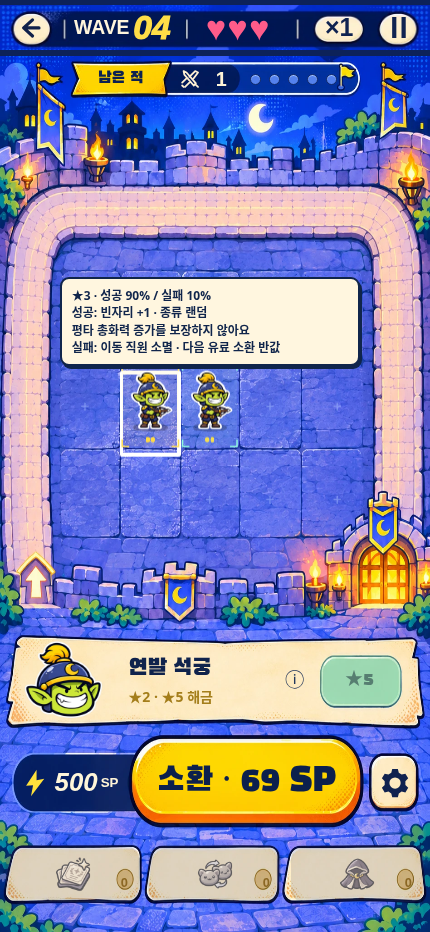 WAVE 04
×1
남은 적
1
★3 · 성공 90% / 실패 10%
성공: 빈자리 +1 · 종류 랜덤
평타 총화력 증가를 보장하지 않아요
실패: 이동 직원 소멸 · 다음 유료 소환 반값
연발 석궁
★2 · ★5 해금
★5
500 SP
소환 · 69 SP
0
0
0